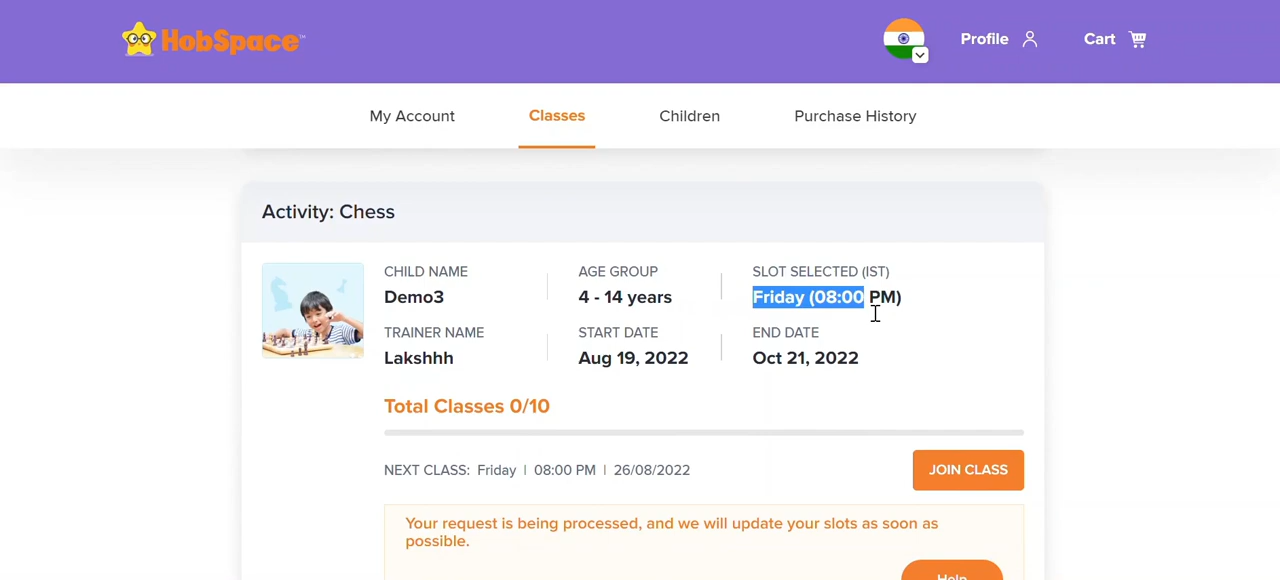 HobSpace™
Profile
Cart
My Account
Classes
Children
Purchase History
Activity: Chess
CHILD NAME
AGE GROUP
SLOT SELECTED (IST)
Demo3
4 - 14 years
Friday (08:00 PM)
TRAINER NAME
START DATE
END DATE
Lakshhh
Aug 19, 2022
Oct 21, 2022
Total Classes 0/10
NEXT CLASS: Friday | 08:00 PM | 26/08/2022
JOIN CLASS
Your request is being processed, and we will update your slots as soon as
possible.
Help